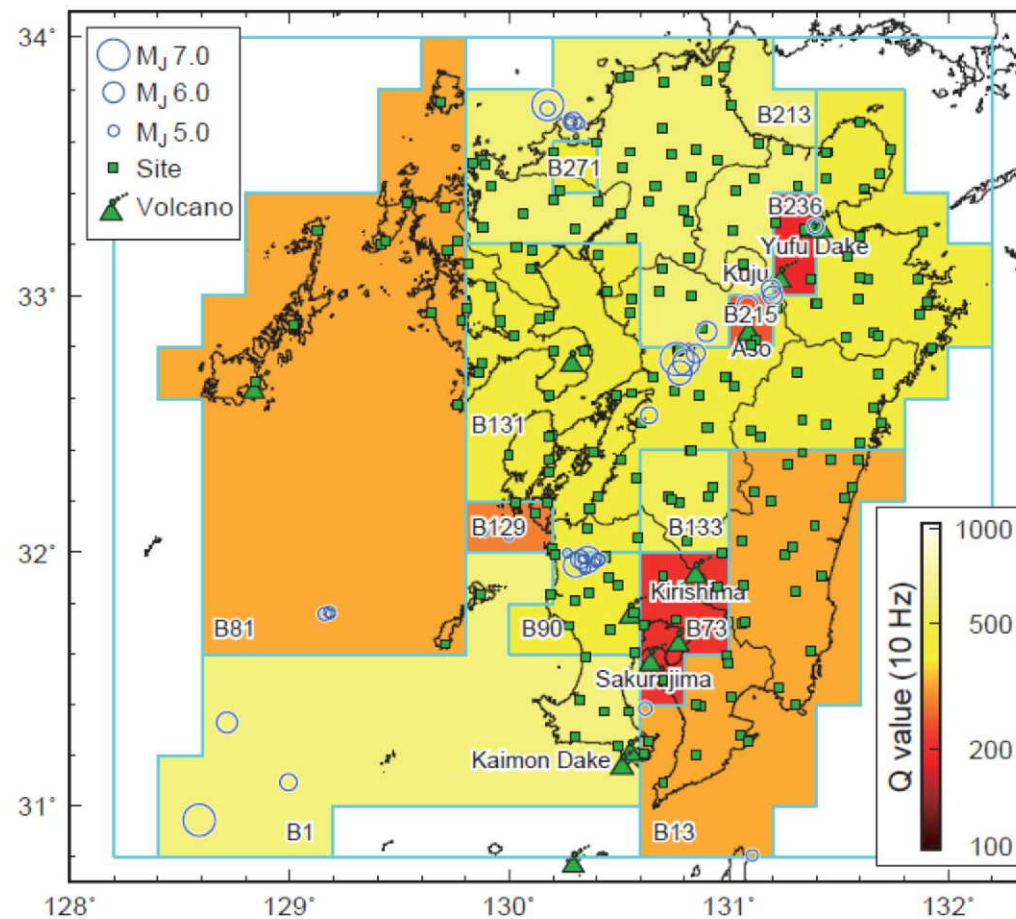 34°
33°
32°
31°
128°
129°
130°
131°
132°
MJ 7.0
MJ 6.0
MJ 5.0
Site
Volcano
B213
B271
B236
Yufu Dake
Kuju
B215
Aso
B131
B129
B133
Kirishima
B81
B90
B73
Sakurajima
Kaimon Dake
B1
B13
Q value (10 Hz)
1000
500
200
100